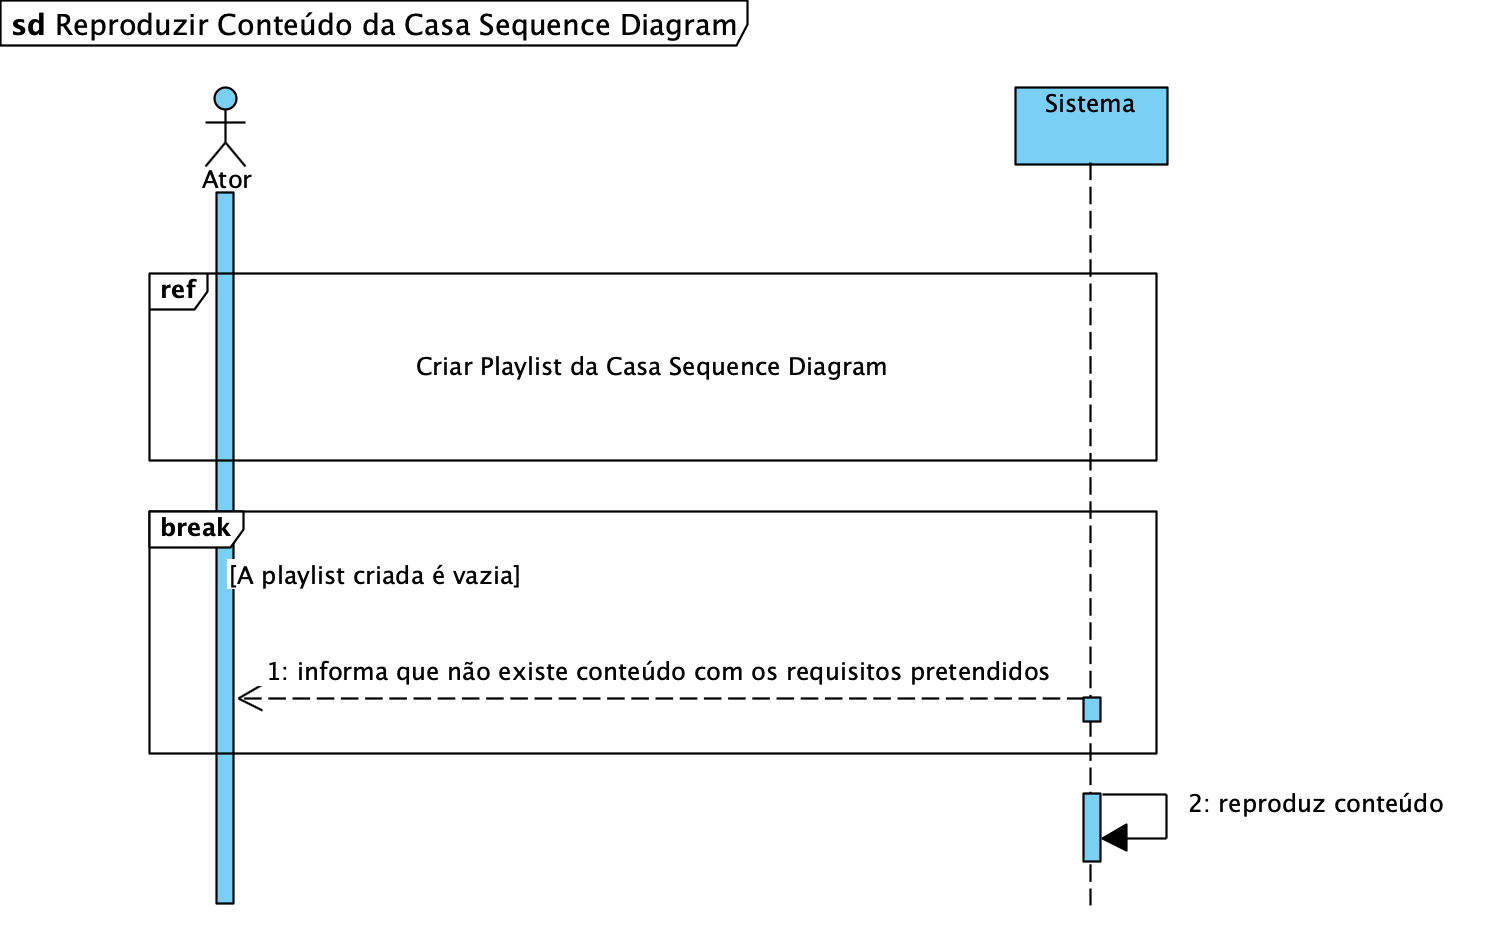 sd Reproduzir Conteúdo da Casa Sequence Diagram
Ator
Sistema
ref
Criar Playlist da Casa Sequence Diagram
break
[A playlist criada é vazia]
1: informa que não existe conteúdo com os requisitos pretendidos
2: reproduz conteúdo